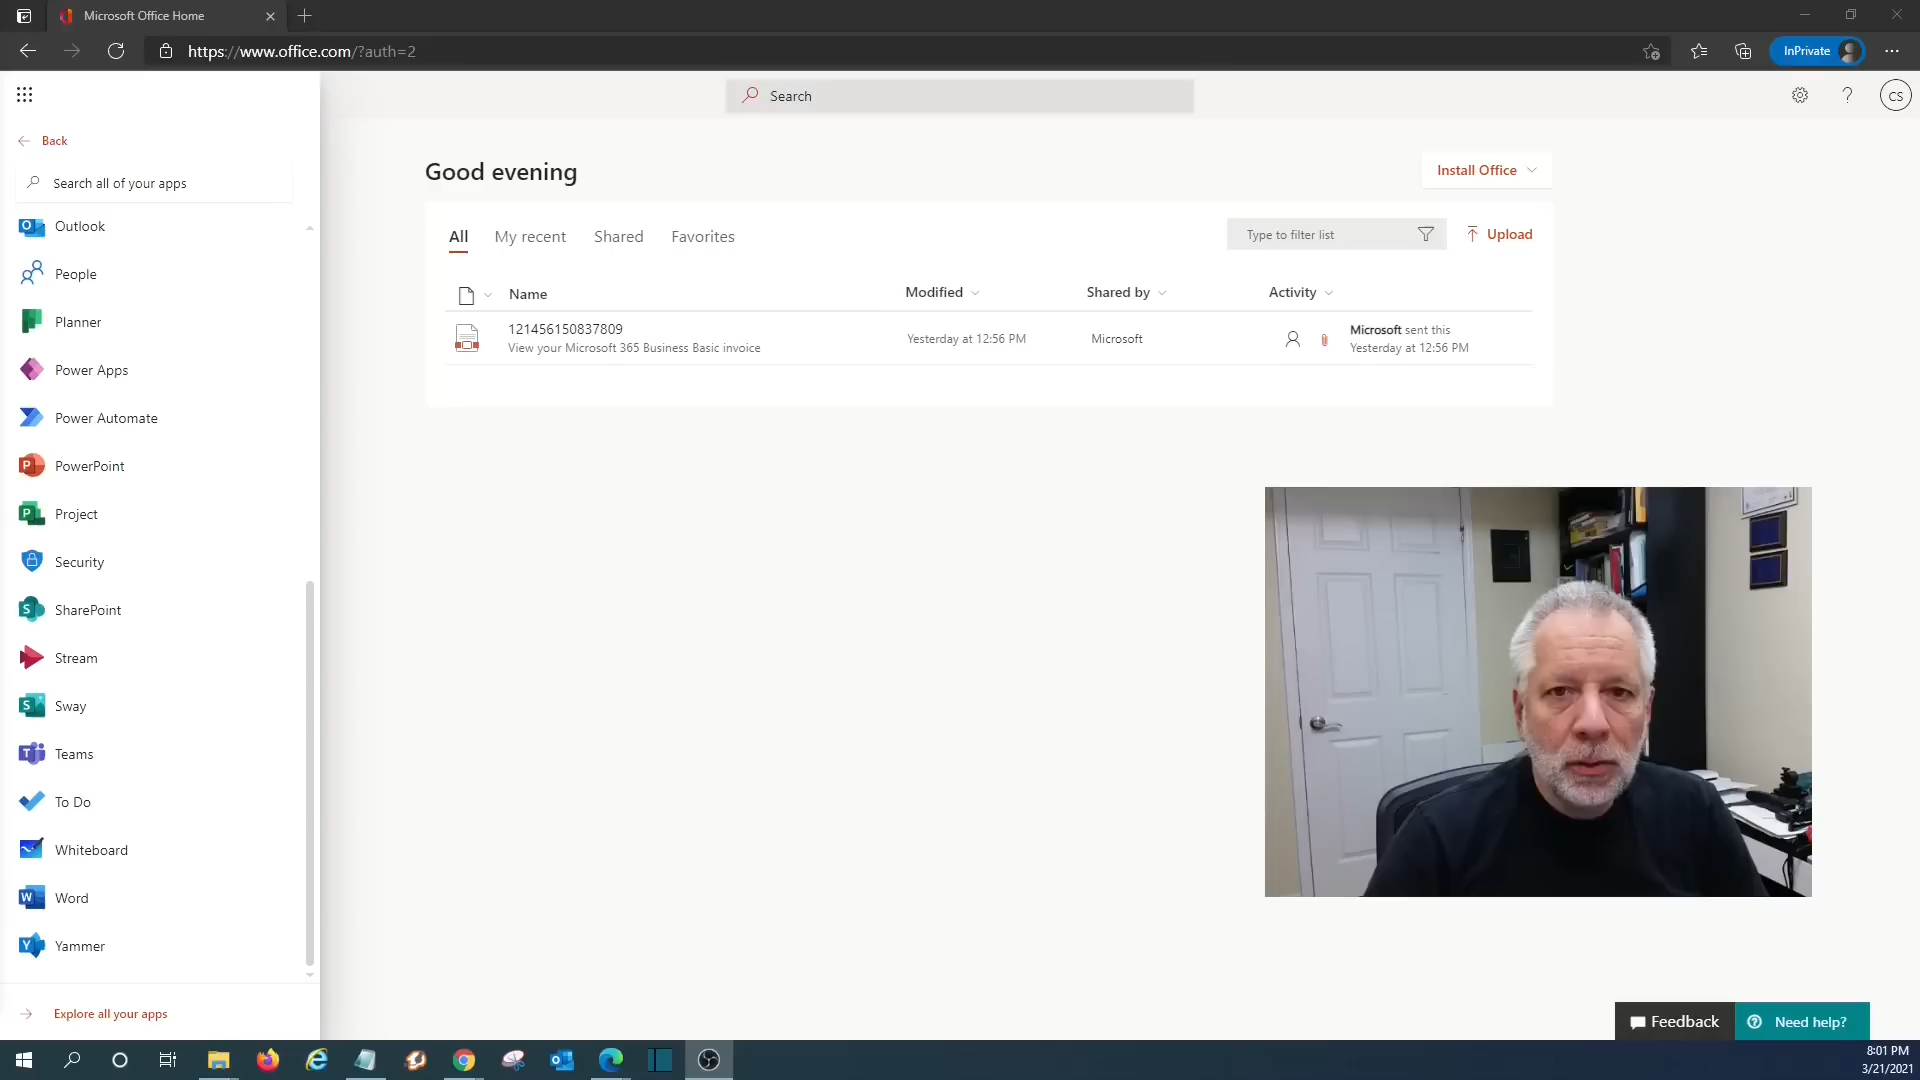 Microsoft Office Home
https://www.office.com/?auth=2
InPrivate
Search
CS
Back
Search all of your apps
Outlook
People
Planner
Power Apps
Power Automate
PowerPoint
Project
Security
SharePoint
Stream
Sway
Teams
To Do
Whiteboard
Word
Yammer
Explore all your apps
Good evening
Install Office
All My recent Shared Favorites
Type to filter list
Upload
Name Modified Shared by Activity
121456150837809
View your Microsoft 365 Business Basic invoice
Yesterday at 12:56 PM
Microsoft
Microsoft sent this
Yesterday at 12:56 PM
Feedback
Need help?
8:01 PM
3/21/2021